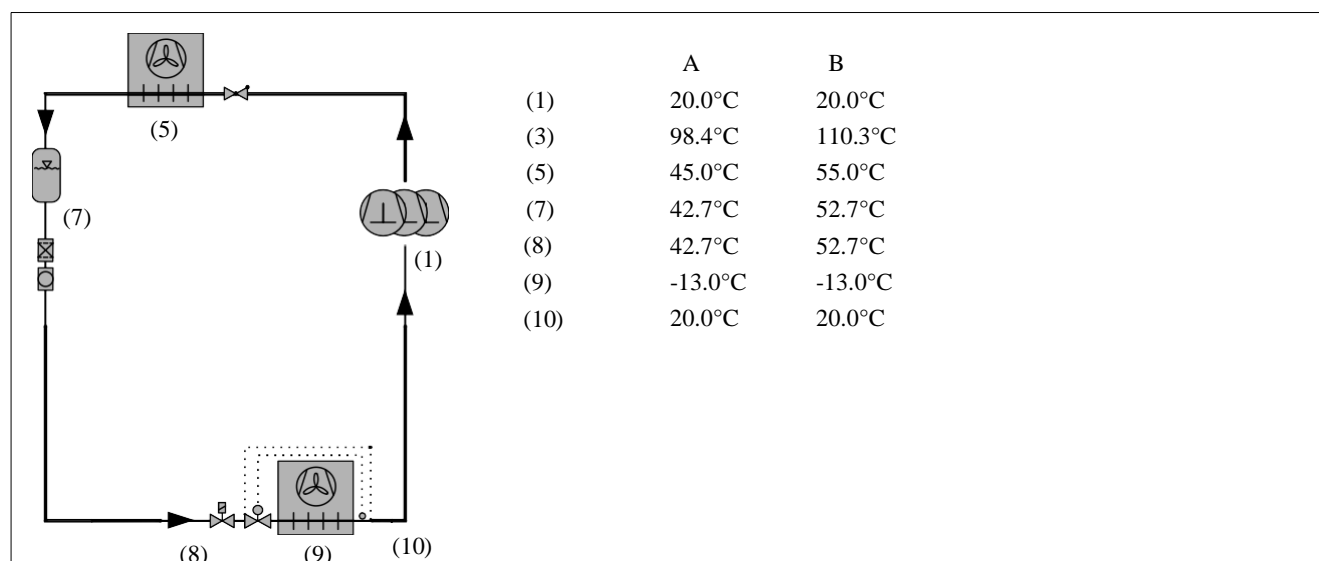 A B
(1) 20.0°C 20.0°C
(3) 98.4°C 110.3°C
(5) 45.0°C 55.0°C
(7) 42.7°C 52.7°C
(8) 42.7°C 52.7°C
(9) -13.0°C -13.0°C
(10) 20.0°C 20.0°C
(5)
(7)
(1)
(8)
(9)
(10)